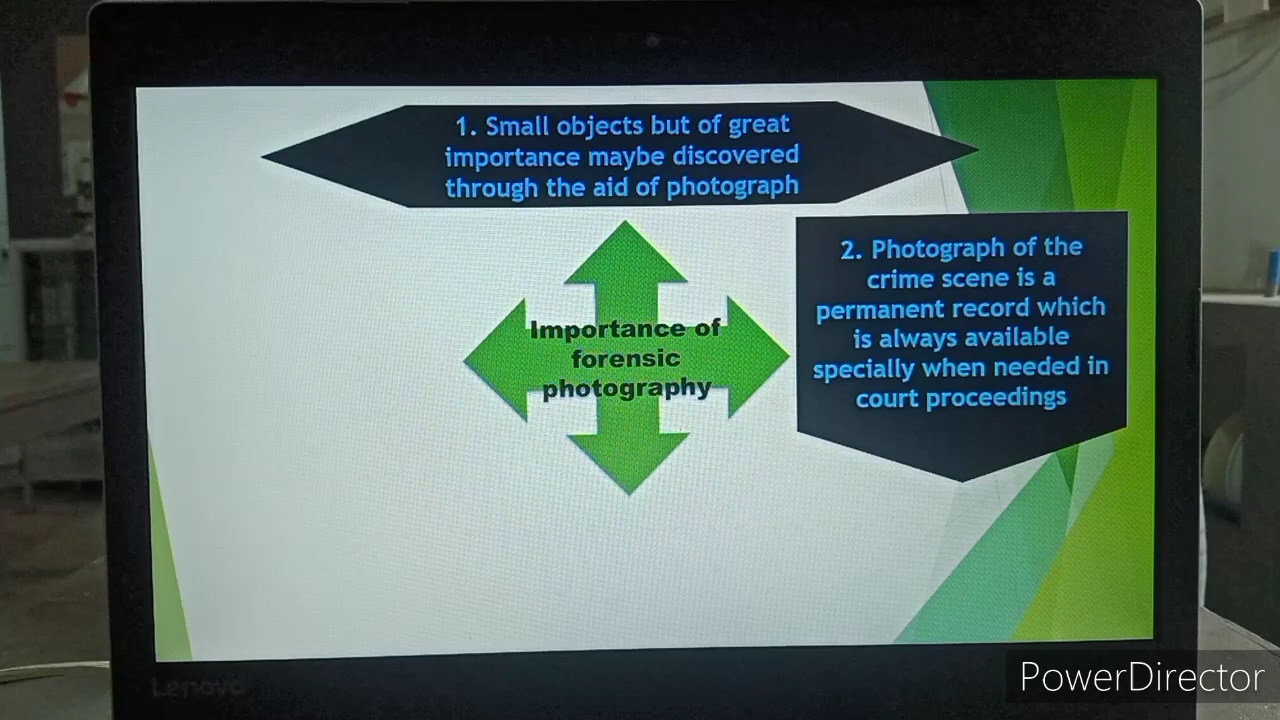 1. Small objects but of great
importance maybe discovered
through the aid of photograph
2. Photograph of the
crime scene is a
permanent record which
is always available
specially when needed in
court proceedings
Importance of
forensic
photography
Lenovo
PowerDirector